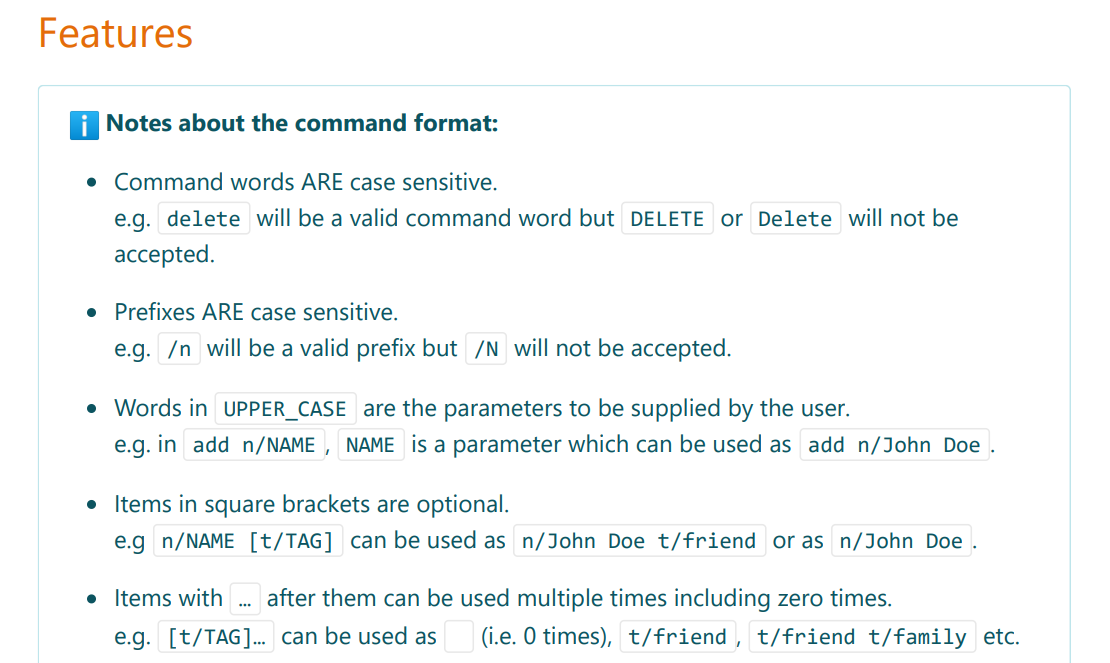 Features
Notes about the command format:
Command words ARE case sensitive.
e.g. delete will be a valid command word but DELETE or Delete will not be
accepted.
Prefixes ARE case sensitive.
e.g. /n will be a valid prefix but /N will not be accepted.
Words in UPPER_CASE are the parameters to be supplied by the user.
e.g. in add n/NAME, NAME is a parameter which can be used as add n/John Doe.
Items in square brackets are optional.
e.g n/NAME [t/TAG] can be used as n/John Doe t/friend or as n/John Doe.
Items with … after them can be used multiple times including zero times.
e.g. [t/TAG]… can be used as (i.e. 0 times), t/friend, t/friend t/family etc.